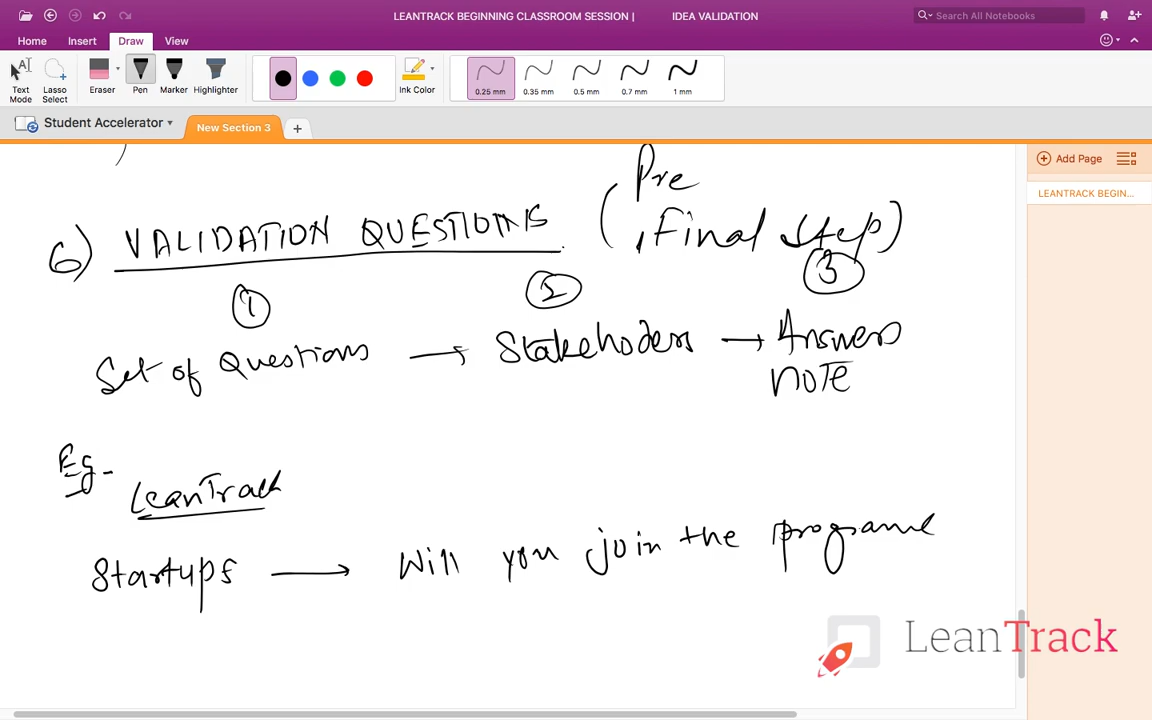 LEANTRACK BEGINNING CLASSROOM SESSION | IDEA VALIDATION
Search All Notebooks
Home Insert Draw View
Text Mode
Lasso Select
Eraser
Pen
Marker
Highlighter
Ink Color
0.25 mm 0.35 mm 0.5 mm 0.7 mm 1 mm
Student Accelerator
New Section 3
+
Add Page
LEANTRACK BEGIN...
Pre
6) VALIDATION QUESTIONS ( Final Step)
1 2 3
Set of Questions → Stakehoders → Answers
NOTE
Eg -
LeanTrack
Startups → Will you join the programe
LeanTrack